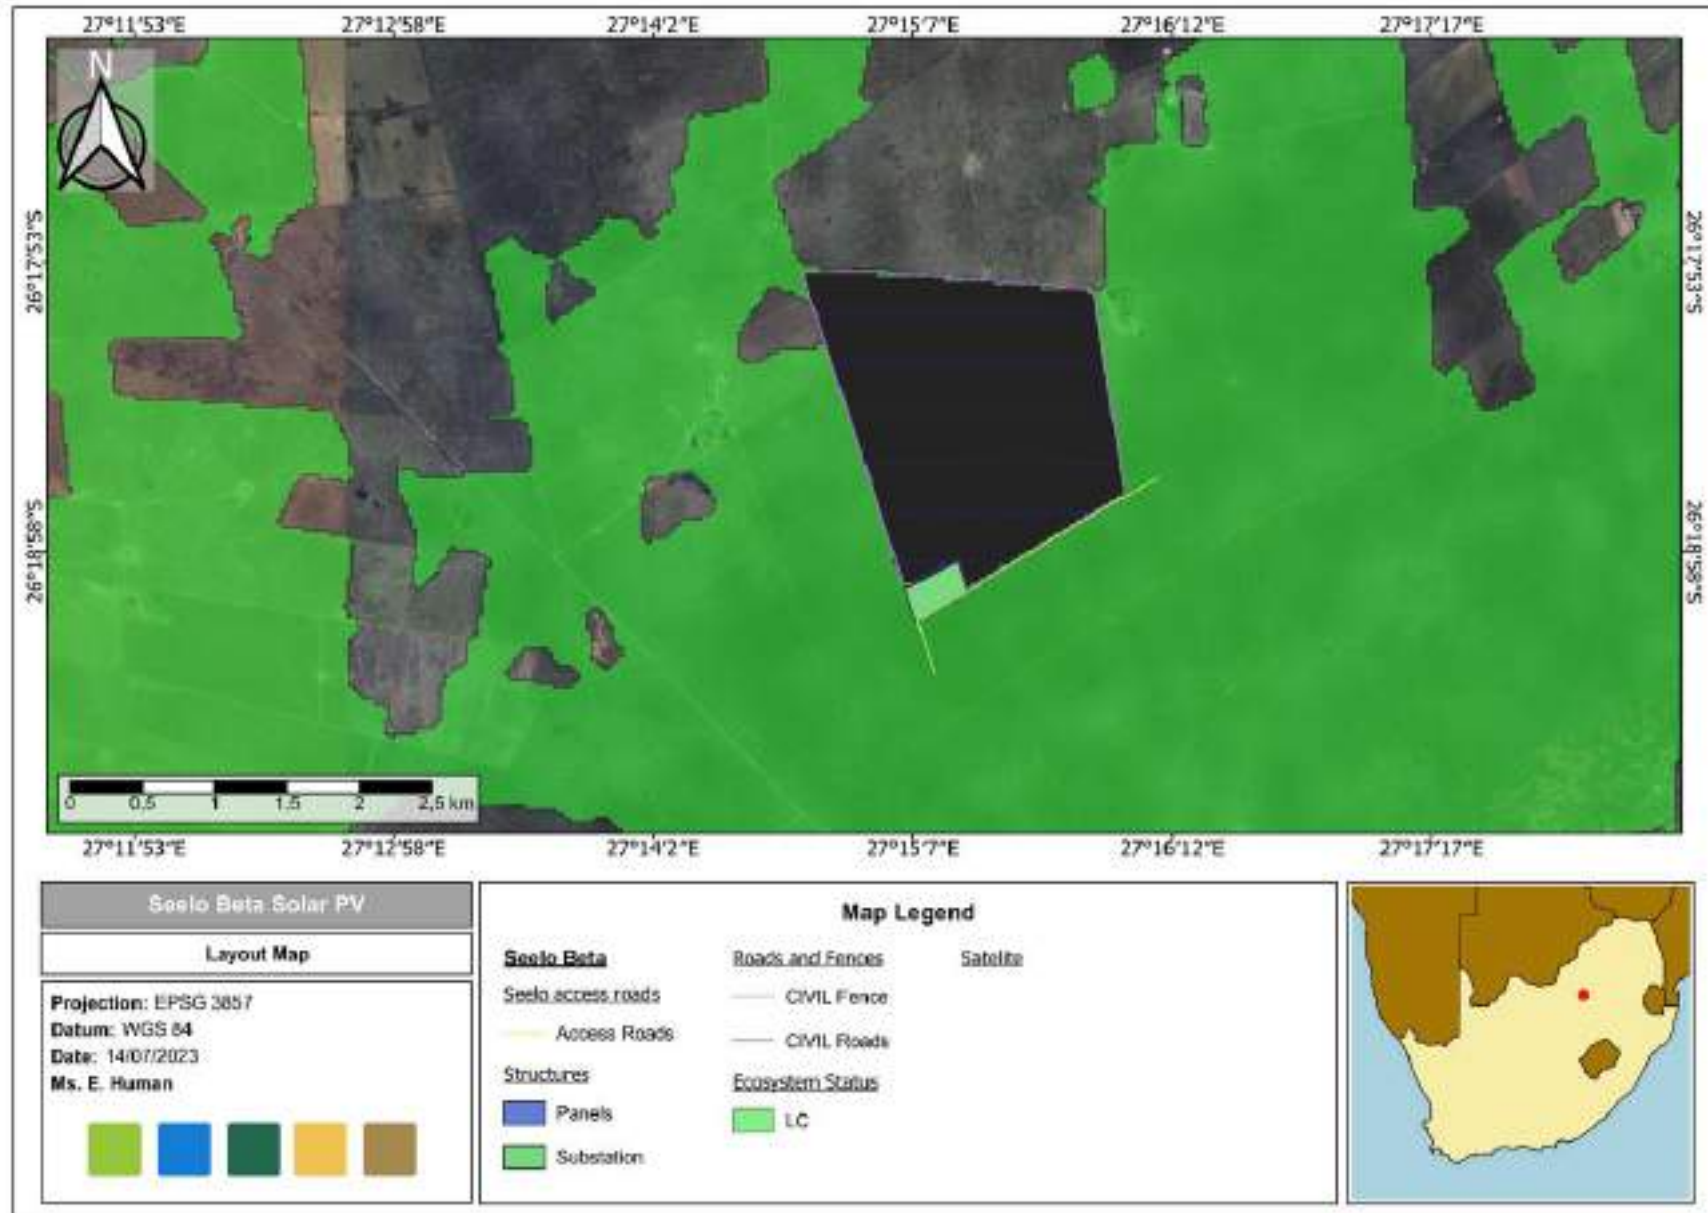 27°11'53"E 27°12'58"E 27°14'2"E 27°15'7"E 27°16'12"E 27°17'17"E
N
26°17'53"S 26°17'53"S
26°18'58"S 26°18'58"S
0 0,5 1 1,5 2 2,5 km
27°11'53"E 27°12'58"E 27°14'2"E 27°15'7"E 27°16'12"E 27°17'17"E
Seelo Beta Solar PV
Layout Map
Projection: EPSG 3857
Datum: WGS 84
Date: 14/07/2023
Ms. E. Human
Map Legend
Seelo Beta
Seelo access roads
Access Roads
Structures
Panels
Substation
Roads and Fences
CIVIL Fence
CIVIL Roads
Ecosystem Status
LC
Satelite